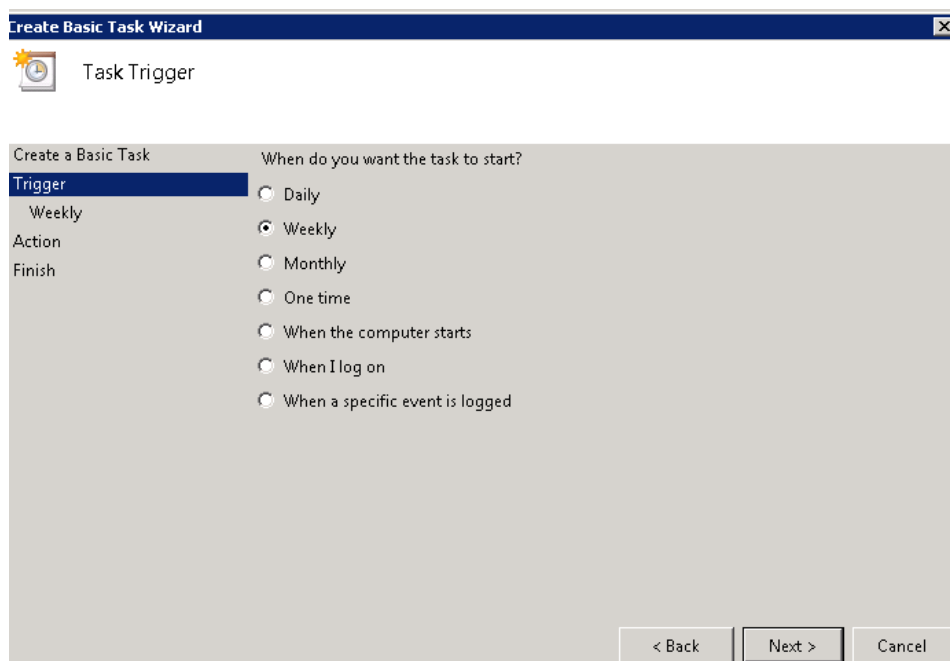 Create Basic Task Wizard
Task Trigger
Create a Basic Task
Trigger
Weekly
Action
Finish
When do you want the task to start?
Daily
Weekly
Monthly
One time
When the computer starts
When I log on
When a specific event is logged
< Back
Next >
Cancel